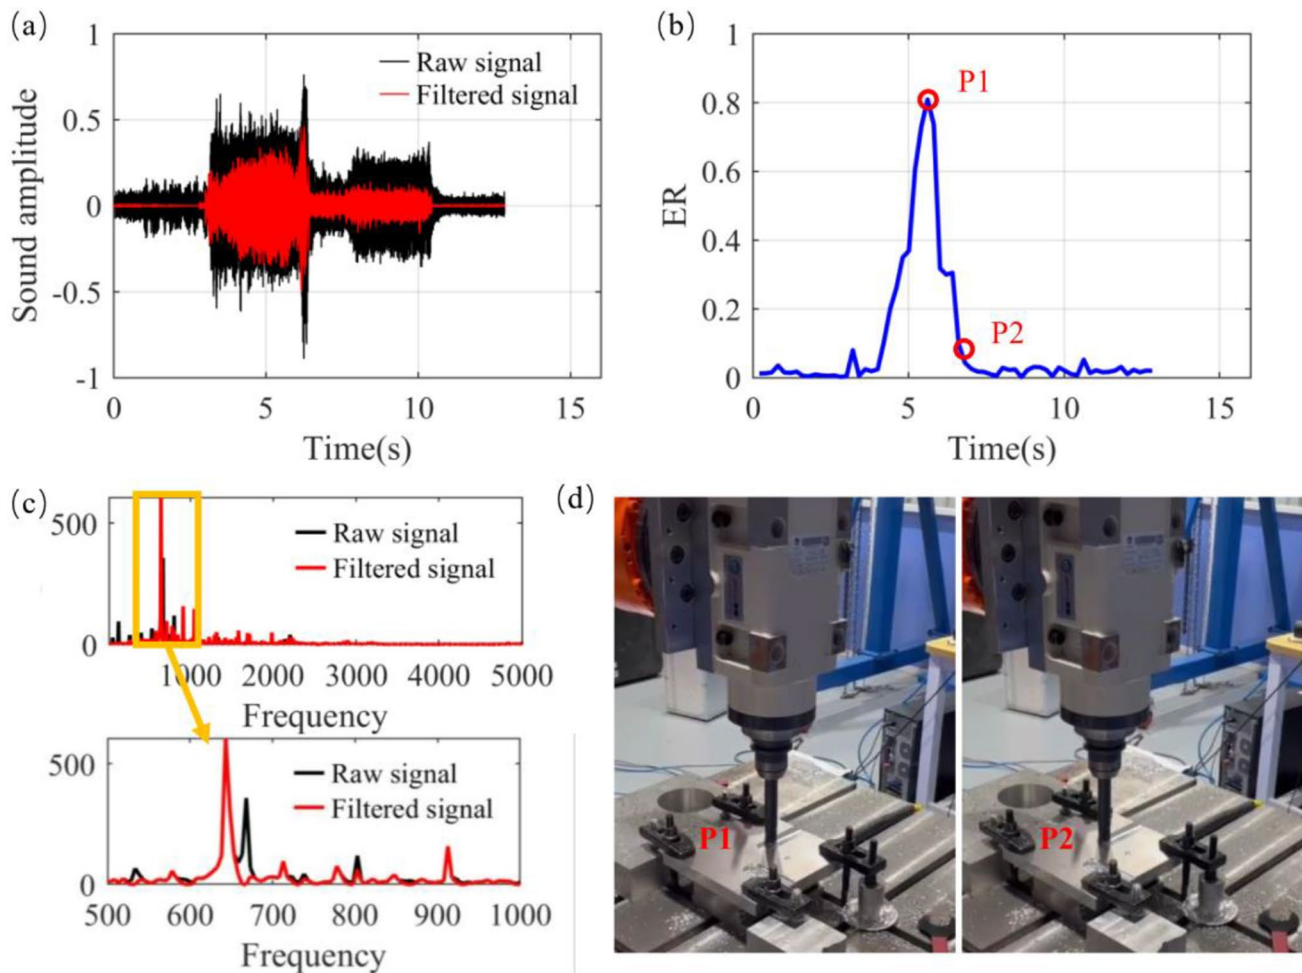 (a)
1
0.5
0
-0.5
-1
Sound amplitude
Raw signal
Filtered signal
0 5 10 15
Time(s)
(b)
1
0.8
0.6
0.4
0.2
0
ER
P1
P2
0 5 10 15
Time(s)
(c)
500
0
Raw signal
Filtered signal
1000 2000 3000 4000 5000
Frequency
500
0
Raw signal
Filtered signal
500 600 700 800 900 1000
Frequency
(d)
P1
P2